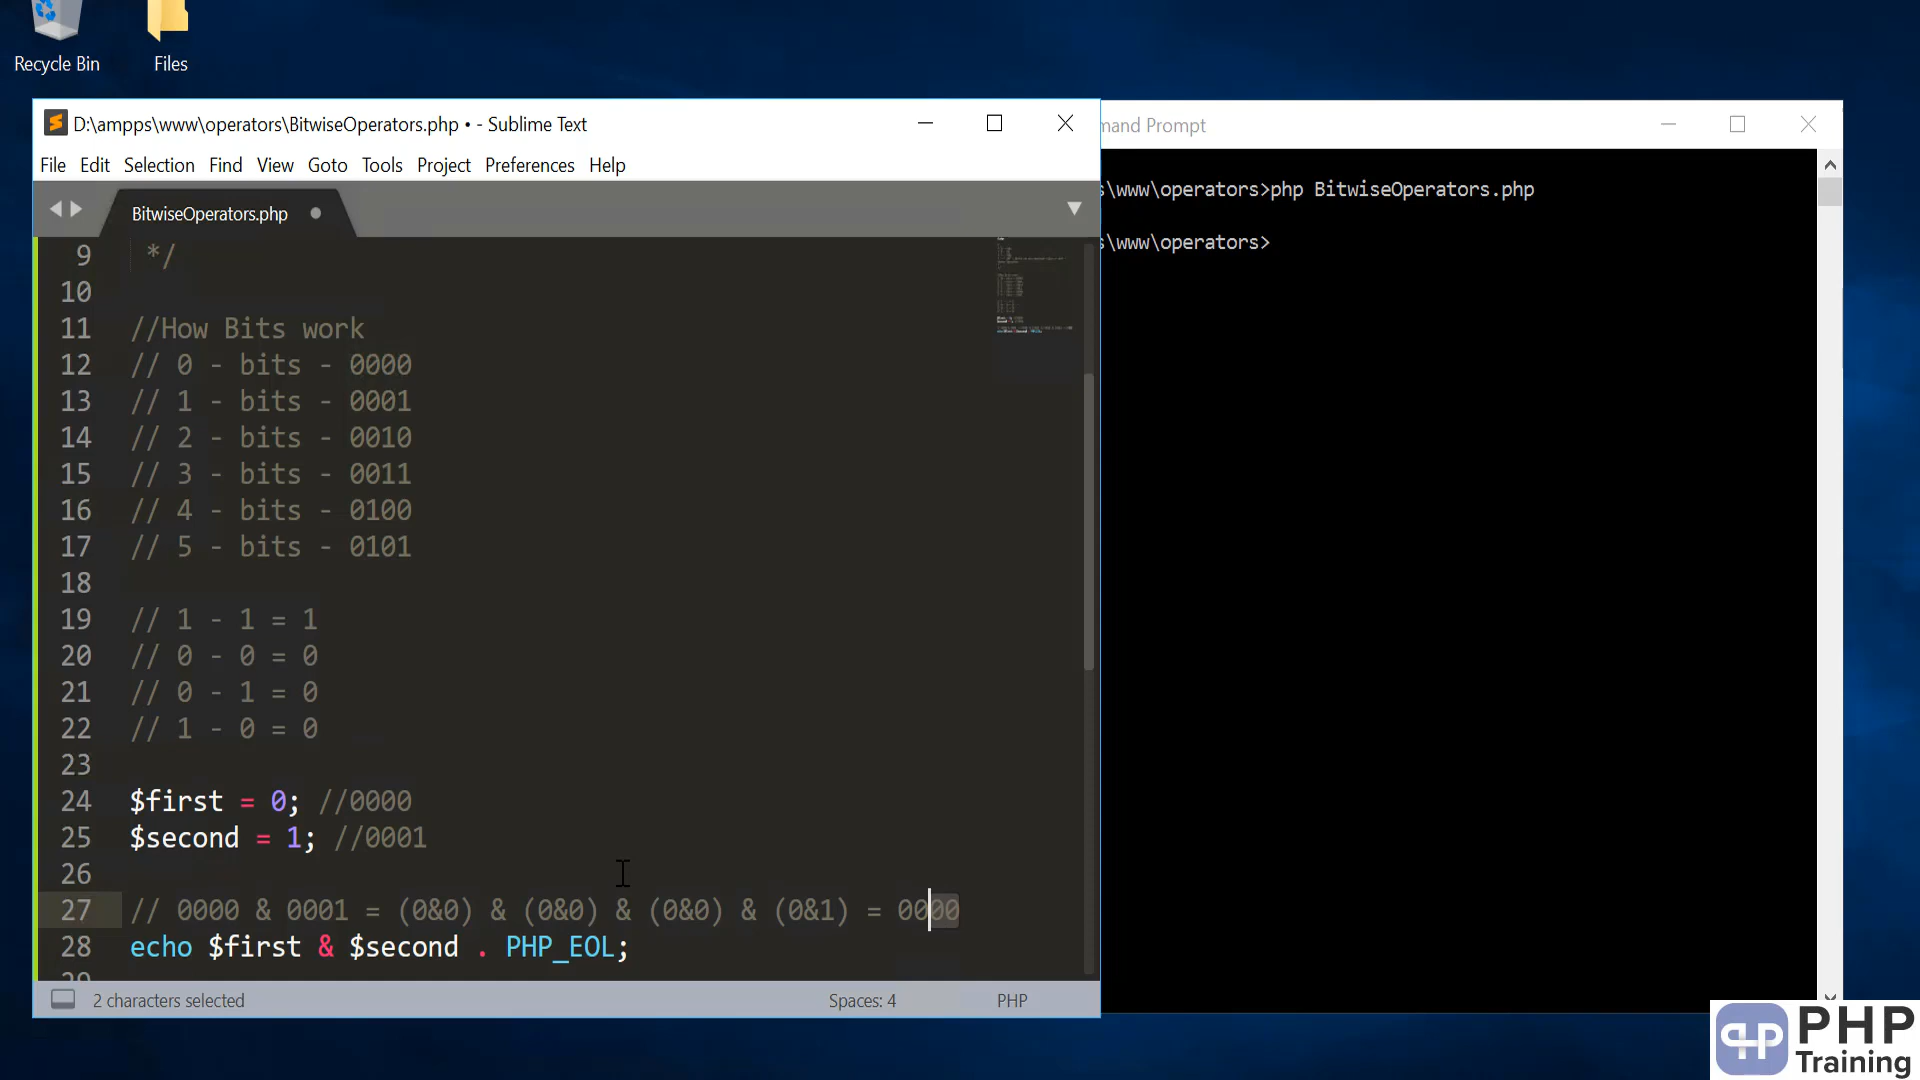 Recycle Bin
Files
D:\ampps\www\operators\BitwiseOperators.php • - Sublime Text
File Edit Selection Find View Goto Tools Project Preferences Help
BitwiseOperators.php
9 */
10
11 //How Bits work
12 // 0 - bits - 0000
13 // 1 - bits - 0001
14 // 2 - bits - 0010
15 // 3 - bits - 0011
16 // 4 - bits - 0100
17 // 5 - bits - 0101
18
19 // 1 - 1 = 1
20 // 0 - 0 = 0
21 // 0 - 1 = 0
22 // 1 - 0 = 0
23
24 $first = 0; //0000
25 $second = 1; //0001
26
27 // 0000 & 0001 = (0&0) & (0&0) & (0&0) & (0&1) = 0000
28 echo $first & $second . PHP_EOL;
2 characters selected
Spaces: 4
PHP
mand Prompt
s\www\operators>php BitwiseOperators.php
s\www\operators>
PHP
Training